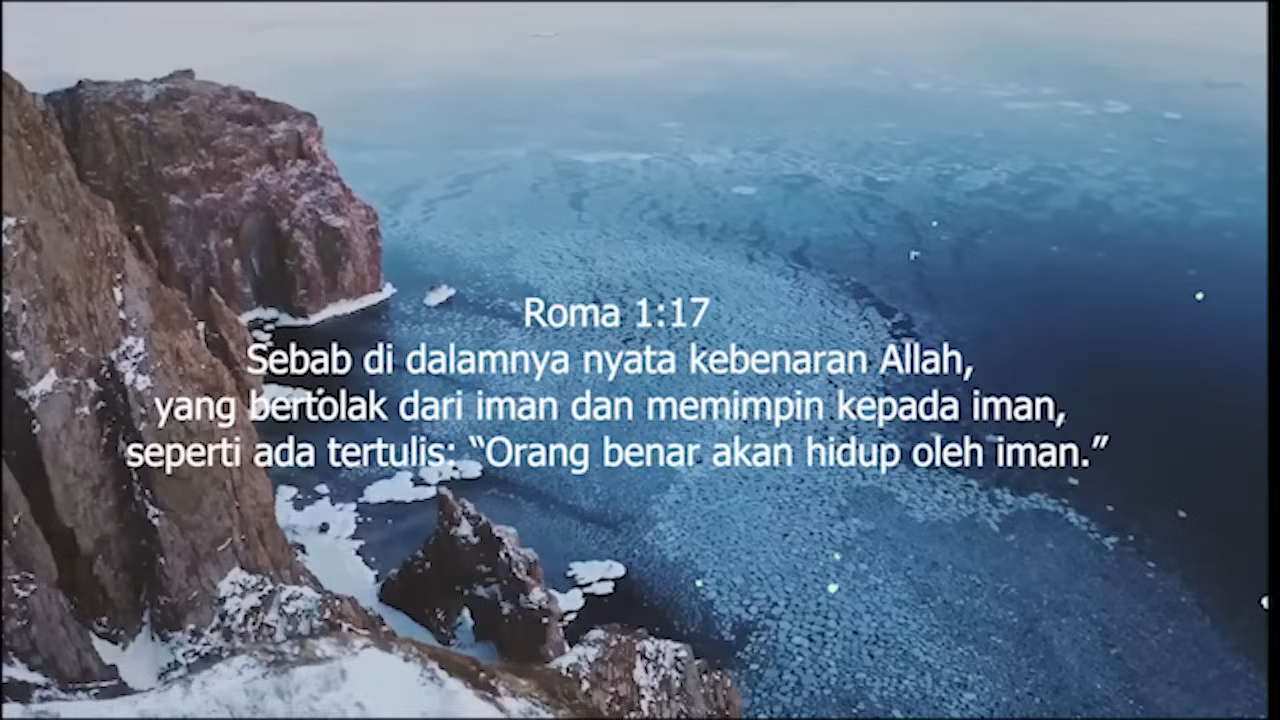 Roma 1:17
Sebab di dalamnya nyata kebenaran Allah,
yang bertolak dari iman dan memimpin kepada iman,
seperti ada tertulis: “Orang benar akan hidup oleh iman.”